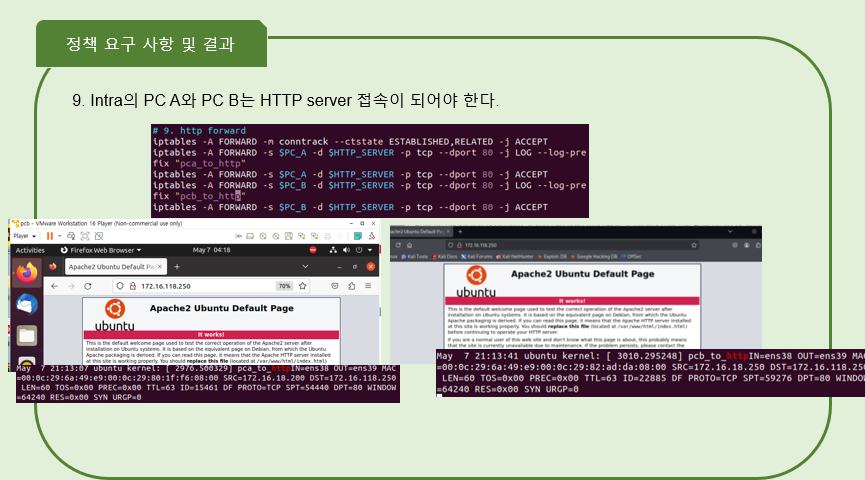 정책 요구 사항 및 결과
9. Intra의 PC A와 PC B는 HTTP server 접속이 되어야 한다.
# 9. http forward
iptables -A FORWARD -m conntrack --ctstate ESTABLISHED,RELATED -j ACCEPT
iptables -A FORWARD -s $PC_A -d $HTTP_SERVER -p tcp --dport 80 -j LOG --log-pre
fix "pca_to_http"
iptables -A FORWARD -s $PC_A -d $HTTP_SERVER -p tcp --dport 80 -j ACCEPT
iptables -A FORWARD -s $PC_B -d $HTTP_SERVER -p tcp --dport 80 -j LOG --log-pre
fix "pcb_to_http"
iptables -A FORWARD -s $PC_B -d $HTTP_SERVER -p tcp --dport 80 -j ACCEPT
pcb - VMware Workstation 16 Player (Non-commercial use only)
Player
Activities Firefox Web Browser May 7 04:18
Apache2 Ubuntu Default Pa
172.16.118.250 70%
Apache2 Ubuntu Default Page
ubuntu
It works!
This is the default welcome page used to test the correct operation of the Apache2 server after
installation on Ubuntu systems. It is based on the equivalent page on Debian, from which the Ubuntu
Apache packaging is derived. If you can read this page, it means that the Apache HTTP server installed
at this site is working properly. You should replace this file (located at /var/www/html/index.html)
May 7 21:13:07 ubuntu kernel: [ 2976.500329] pca_to_httpIN=ens38 OUT=ens39 MAC
=00:0c:29:6a:49:e9:00:0c:29:80:1f:f6:08:00 SRC=172.16.18.200 DST=172.16.118.250
LEN=60 TOS=0x00 PREC=0x00 TTL=63 ID=15461 DF PROTO=TCP SPT=54440 DPT=80 WINDOW
=64240 RES=0x00 SYN URGP=0
Apache2 Ubuntu Default Page
172.16.118.250
Kali Tools Kali Docs Kali Forums Kali NetHunter Exploit-DB Google Hacking DB OffSec
Apache2 Ubuntu Default Page
ubuntu
It works!
This is the default welcome page used to test the correct operation of the Apache2 server after
installation on Ubuntu systems. It is based on the equivalent page on Debian, from which the Ubuntu
Apache packaging is derived. If you can read this page, it means that the Apache HTTP server installed at
this site is working properly. You should replace this file (located at /var/www/html/index.html)
before continuing to operate your HTTP server.
If you are a normal user of this web site and don't know what this page is about, this probably means
that the site is currently unavailable due to maintenance. If the problem persists, please contact the
May 7 21:13:41 ubuntu kernel: [ 3010.295248] pcb_to_httpIN=ens38 OUT=ens39 MAC
=00:0c:29:6a:49:e9:00:0c:29:82:ad:da:08:00 SRC=172.16.18.250 DST=172.16.118.250
LEN=60 TOS=0x00 PREC=0x00 TTL=63 ID=22885 DF PROTO=TCP SPT=59276 DPT=80 WINDOW
=64240 RES=0x00 SYN URGP=0